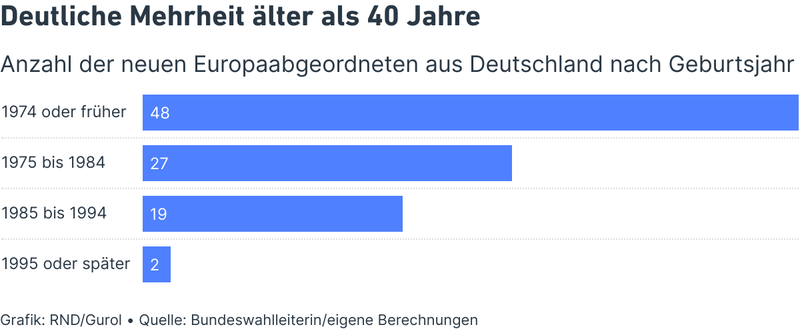 Deutliche Mehrheit älter als 40 Jahre
Anzahl der neuen Europaabgeordneten aus Deutschland nach Geburtsjahr
1974 oder früher 48
1975 bis 1984 27
1985 bis 1994 19
1995 oder später 2
Grafik: RND/Gurol • Quelle: Bundeswahlleiterin/eigene Berechnungen